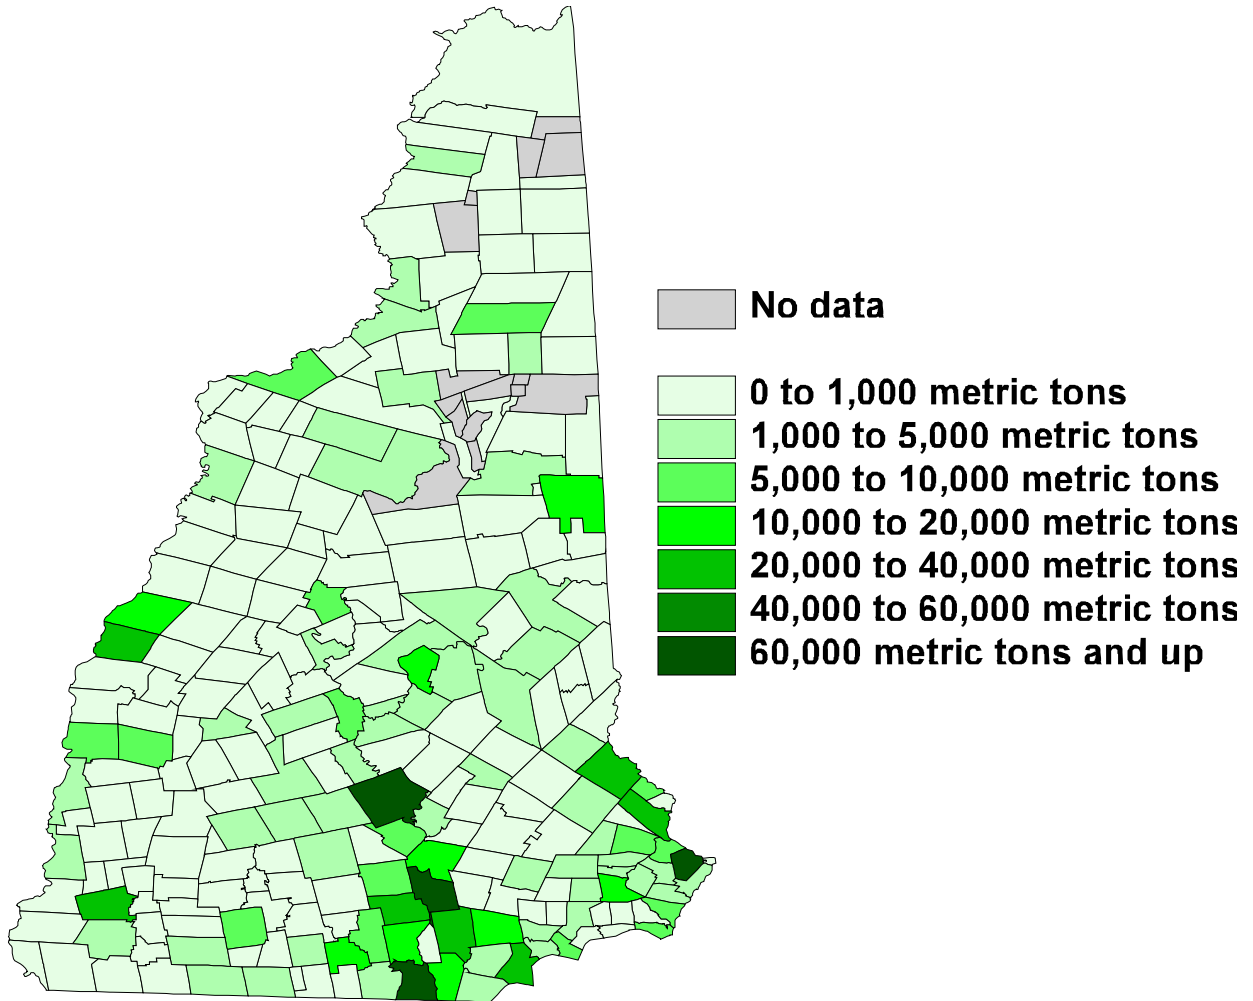 No data
0 to 1,000 metric tons
1,000 to 5,000 metric tons
5,000 to 10,000 metric tons
10,000 to 20,000 metric tons
20,000 to 40,000 metric tons
40,000 to 60,000 metric tons
60,000 metric tons and up